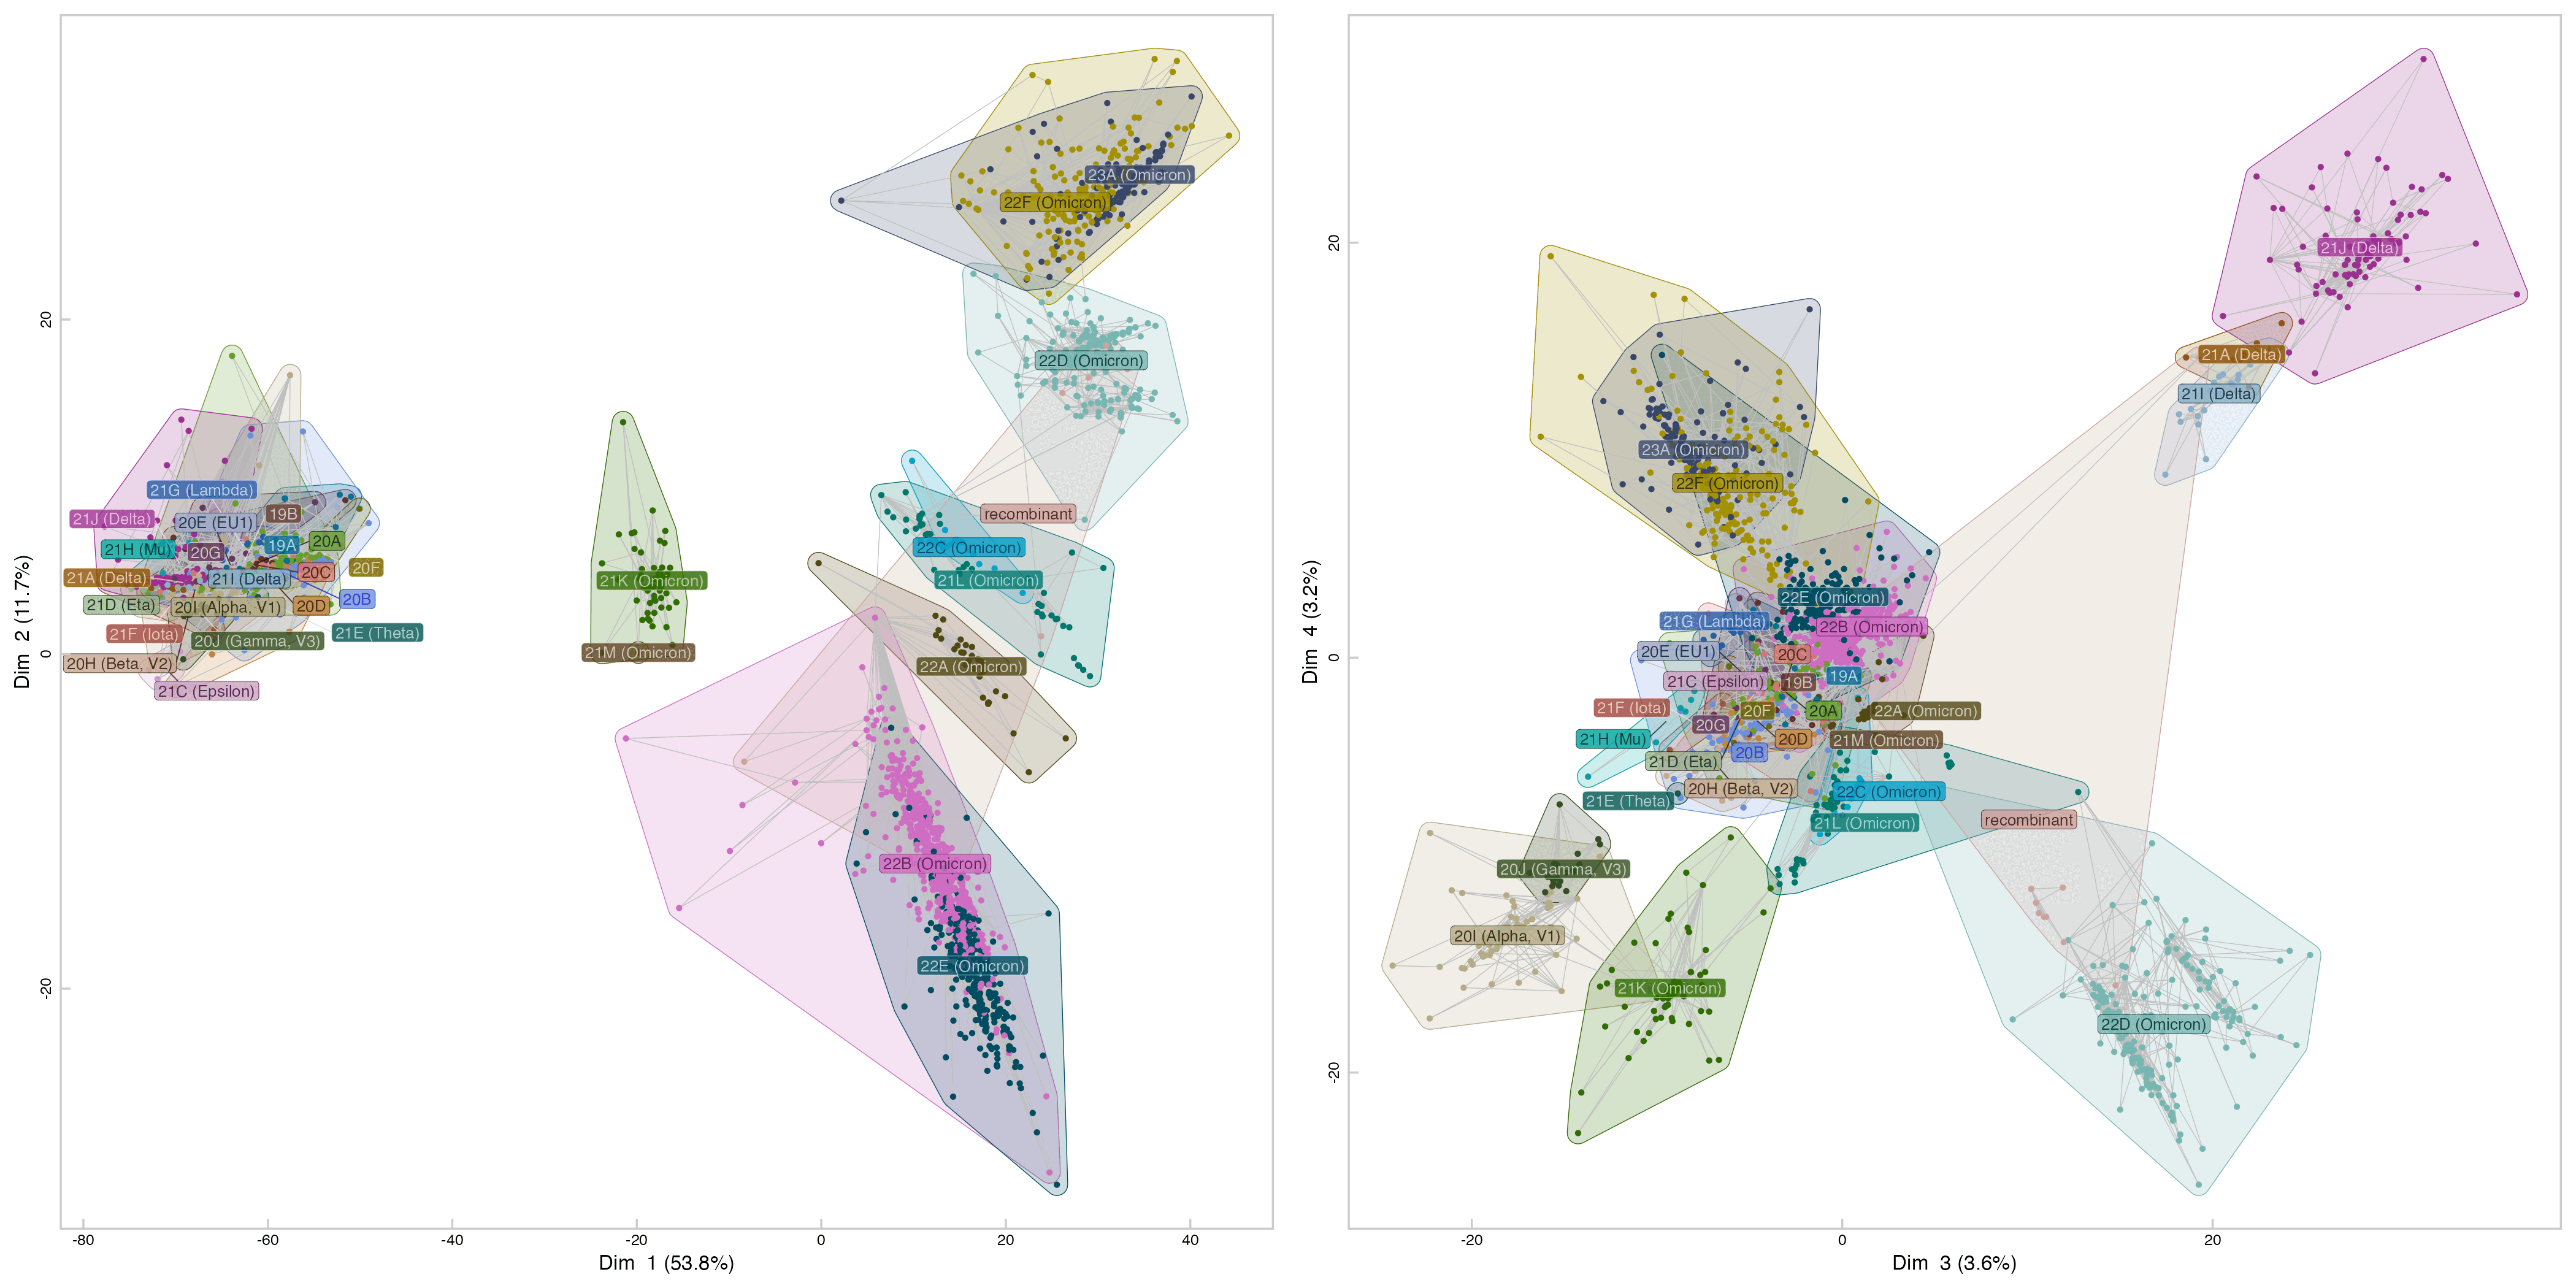 23A (Omicron)
22F (Omicron)
20
22D (Omicron)
21G (Lambda)
21J (Delta)
20E (EU1)
19B
recombinant
21H (Mu)
20G
19A
20A
22C (Omicron)
21A (Delta)
21I (Delta)
20C
20F
21K (Omicron)
21L (Omicron)
21D (Eta)
20I (Alpha, V1)
20D
20B
21F (Iota)
20J (Gamma, V3)
21E (Theta)
0
20H (Beta, V2)
21M (Omicron)
22A (Omicron)
21C (Epsilon)
22B (Omicron)
22E (Omicron)
-20
Dim 2 (11.7%)
-80
-60
-40
-20
0
20
40
Dim 1 (53.8%)
20
21J (Delta)
21A (Delta)
21I (Delta)
23A (Omicron)
22F (Omicron)
22E (Omicron)
21G (Lambda)
22B (Omicron)
0
20E (EU1)
20C
21C (Epsilon)
19B
19A
21F (Iota)
20F
20A
22A (Omicron)
20G
21H (Mu)
20D
21M (Omicron)
20B
21D (Eta)
20H (Beta, V2)
22C (Omicron)
21E (Theta)
21L (Omicron)
recombinant
20J (Gamma, V3)
20I (Alpha, V1)
21K (Omicron)
22D (Omicron)
-20
Dim 4 (3.2%)
-20
0
20
Dim 3 (3.6%)